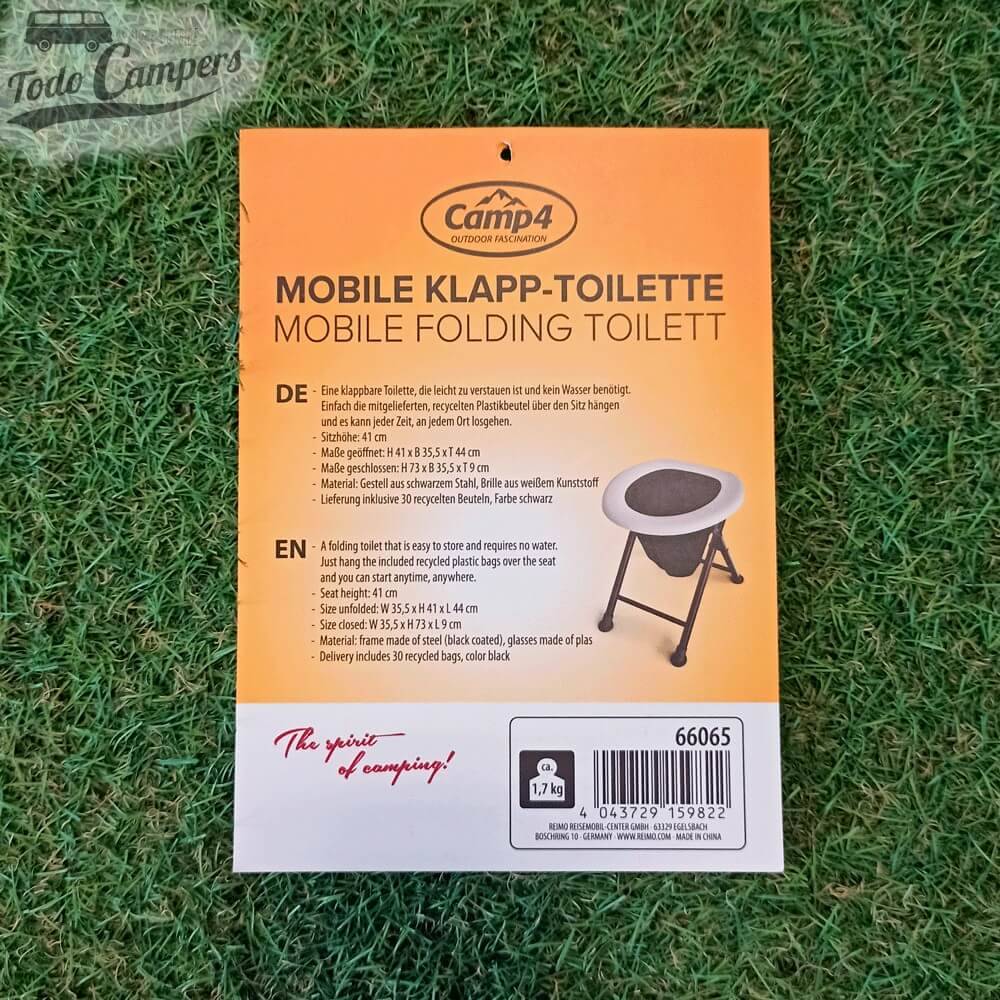 Todo Campers
Camp4
OUTDOOR FASCINATION
MOBILE KLAPP-TOILETTE
MOBILE FOLDING TOILETT
DE - Eine klappbare Toilette, die leicht zu verstauen ist und kein Wasser benötigt.
Einfach die mitgelieferten, recycelten Plastikbeutel über den Sitz hängen
und es kann jeder Zeit, an jedem Ort losgehen.
- Sitzhöhe: 41 cm
- Maße geöffnet: H 41 x B 35,5 x T 44 cm
- Maße geschlossen: H 73 x B 35,5 x T 9 cm
- Material: Gestell aus schwarzem Stahl, Brille aus weißem Kunststoff
- Lieferung inklusive 30 recycelten Beuteln, Farbe schwarz
EN - A folding toilet that is easy to store and requires no water.
Just hang the included recycled plastic bags over the seat
and you can start anytime, anywhere.
- Seat height: 41 cm
- Size unfolded: W 35,5 x H 41 x L 44 cm
- Size closed: W 35,5 x H 73 x L 9 cm
- Material: frame made of steel (black coated), glasses made of plas
- Delivery includes 30 recycled bags, color black
The spirit
of camping!
66065
ca.
1,7 kg
4 043729 159822
REIMO REISEMOBIL-CENTER GMBH · 63329 EGELSBACH
BOSCHRING 10 · GERMANY · WWW.REIMO.COM · MADE IN CHINA